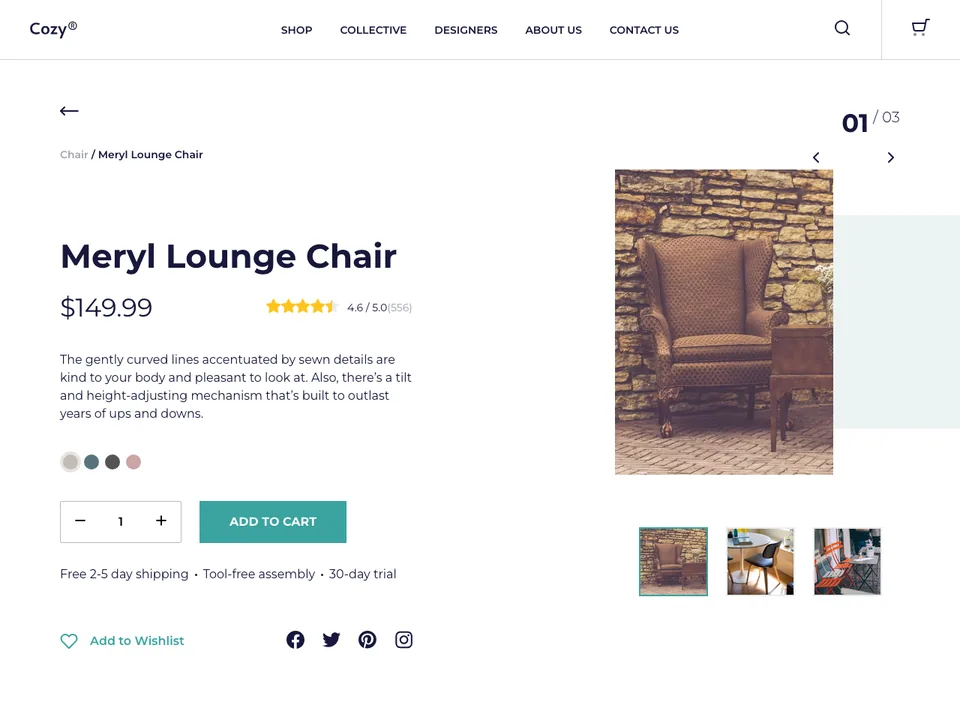 Cozy®
SHOP COLLECTIVE DESIGNERS ABOUT US CONTACT US
01 / 03
Chair / Meryl Lounge Chair
Meryl Lounge Chair
$149.99
4.6 / 5.0(556)
The gently curved lines accentuated by sewn details are
kind to your body and pleasant to look at. Also, there’s a tilt
and height-adjusting mechanism that’s built to outlast
years of ups and downs.
− 1 +
ADD TO CART
Free 2-5 day shipping • Tool-free assembly • 30-day trial
Add to Wishlist